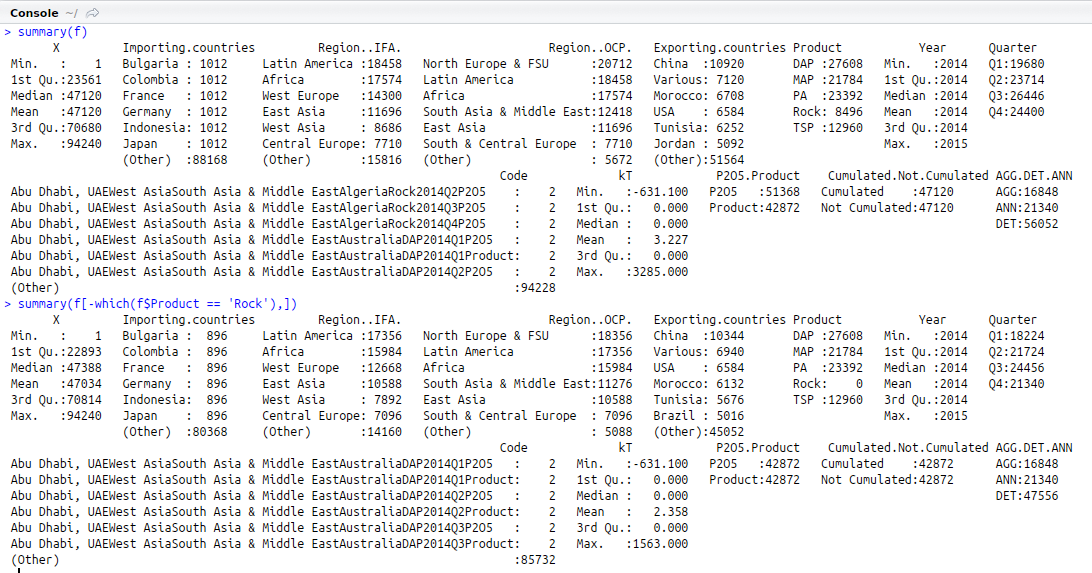 Console ~/
> summary(f)
X Importing.countries Region..IFA. Region..OCP. Exporting.countries Product Year Quarter
Min. : 1 Bulgaria : 1012 Latin America :18458 North Europe & FSU :20712 China :10920 DAP :27608 Min. :2014 Q1:19680
1st Qu.:23561 Colombia : 1012 Africa :17574 Latin America :18458 Various: 7120 MAP :21784 1st Qu.:2014 Q2:23714
Median :47120 France : 1012 West Europe :14300 Africa :17574 Morocco: 6708 PA :23392 Median :2014 Q3:26446
Mean :47120 Germany : 1012 East Asia :11696 South Asia & Middle East:12418 USA : 6584 Rock: 8496 Mean :2014 Q4:24400
3rd Qu.:70680 Indonesia: 1012 West Asia : 8686 East Asia :11696 Tunisia: 6252 TSP :12960 3rd Qu.:2014
Max. :94240 Japan : 1012 Central Europe: 7710 South & Central Europe : 7710 Jordan : 5092 Max. :2015
(Other) :88168 (Other) :15816 (Other) : 5672 (Other):51564
Code kT P2O5.Product Cumulated.Not.Cumulated AGG.DET.ANN
Abu Dhabi, UAEWest AsiaSouth Asia & Middle EastAlgeriaRock2014Q2P2O5 : 2 Min. :-631.100 P2O5 :51368 Cumulated :47120 AGG:16848
Abu Dhabi, UAEWest AsiaSouth Asia & Middle EastAlgeriaRock2014Q3P2O5 : 2 1st Qu.: 0.000 Product:42872 Not Cumulated:47120 ANN:21340
Abu Dhabi, UAEWest AsiaSouth Asia & Middle EastAlgeriaRock2014Q4P2O5 : 2 Median : 0.000 DET:56052
Abu Dhabi, UAEWest AsiaSouth Asia & Middle EastAustraliaDAP2014Q1P2O5 : 2 Mean : 3.227
Abu Dhabi, UAEWest AsiaSouth Asia & Middle EastAustraliaDAP2014Q1Product: 2 3rd Qu.: 0.000
Abu Dhabi, UAEWest AsiaSouth Asia & Middle EastAustraliaDAP2014Q2P2O5 : 2 Max. :3285.000
(Other) :94228
> summary(f[-which(f$Product == 'Rock'),])
X Importing.countries Region..IFA. Region..OCP. Exporting.countries Product Year Quarter
Min. : 1 Bulgaria : 896 Latin America :17356 North Europe & FSU :18356 China :10344 DAP :27608 Min. :2014 Q1:18224
1st Qu.:22893 Colombia : 896 Africa :15984 Latin America :17356 Various: 6940 MAP :21784 1st Qu.:2014 Q2:21724
Median :47388 France : 896 West Europe :12668 Africa :15984 USA : 6584 PA :23392 Median :2014 Q3:24456
Mean :47034 Germany : 896 East Asia :10588 South Asia & Middle East:11276 Morocco: 6132 Rock: 0 Mean :2014 Q4:21340
3rd Qu.:70814 Indonesia: 896 West Asia : 7892 East Asia :10588 Tunisia: 5676 TSP :12960 3rd Qu.:2014
Max. :94240 Japan : 896 Central Europe: 7096 South & Central Europe : 7096 Brazil : 5016 Max. :2015
(Other) :80368 (Other) :14160 (Other) : 5088 (Other):45052
Code kT P2O5.Product Cumulated.Not.Cumulated AGG.DET.ANN
Abu Dhabi, UAEWest AsiaSouth Asia & Middle EastAustraliaDAP2014Q1P2O5 : 2 Min. :-631.100 P2O5 :42872 Cumulated :42872 AGG:16848
Abu Dhabi, UAEWest AsiaSouth Asia & Middle EastAustraliaDAP2014Q1Product: 2 1st Qu.: 0.000 Product:42872 Not Cumulated:42872 ANN:21340
Abu Dhabi, UAEWest AsiaSouth Asia & Middle EastAustraliaDAP2014Q2P2O5 : 2 Median : 0.000 DET:47556
Abu Dhabi, UAEWest AsiaSouth Asia & Middle EastAustraliaDAP2014Q2Product: 2 Mean : 2.358
Abu Dhabi, UAEWest AsiaSouth Asia & Middle EastAustraliaDAP2014Q3P2O5 : 2 3rd Qu.: 0.000
Abu Dhabi, UAEWest AsiaSouth Asia & Middle EastAustraliaDAP2014Q3Product: 2 Max. :1563.000
(Other) :85732